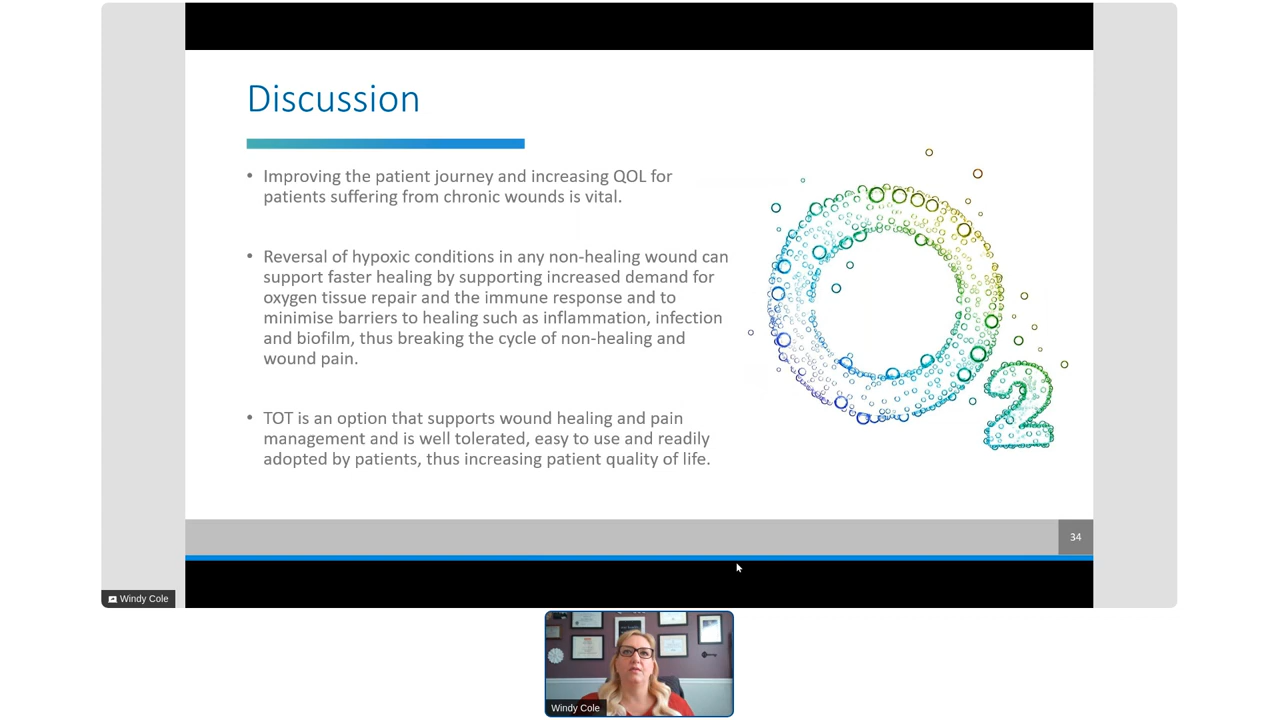 Discussion
• Improving the patient journey and increasing QOL for
patients suffering from chronic wounds is vital.
• Reversal of hypoxic conditions in any non-healing wound can
support faster healing by supporting increased demand for
oxygen tissue repair and the immune response and to
minimise barriers to healing such as inflammation, infection
and biofilm, thus breaking the cycle of non-healing and
wound pain.
• TOT is an option that supports wound healing and pain
management and is well tolerated, easy to use and readily
adopted by patients, thus increasing patient quality of life.
O2
34
Windy Cole
Windy Cole